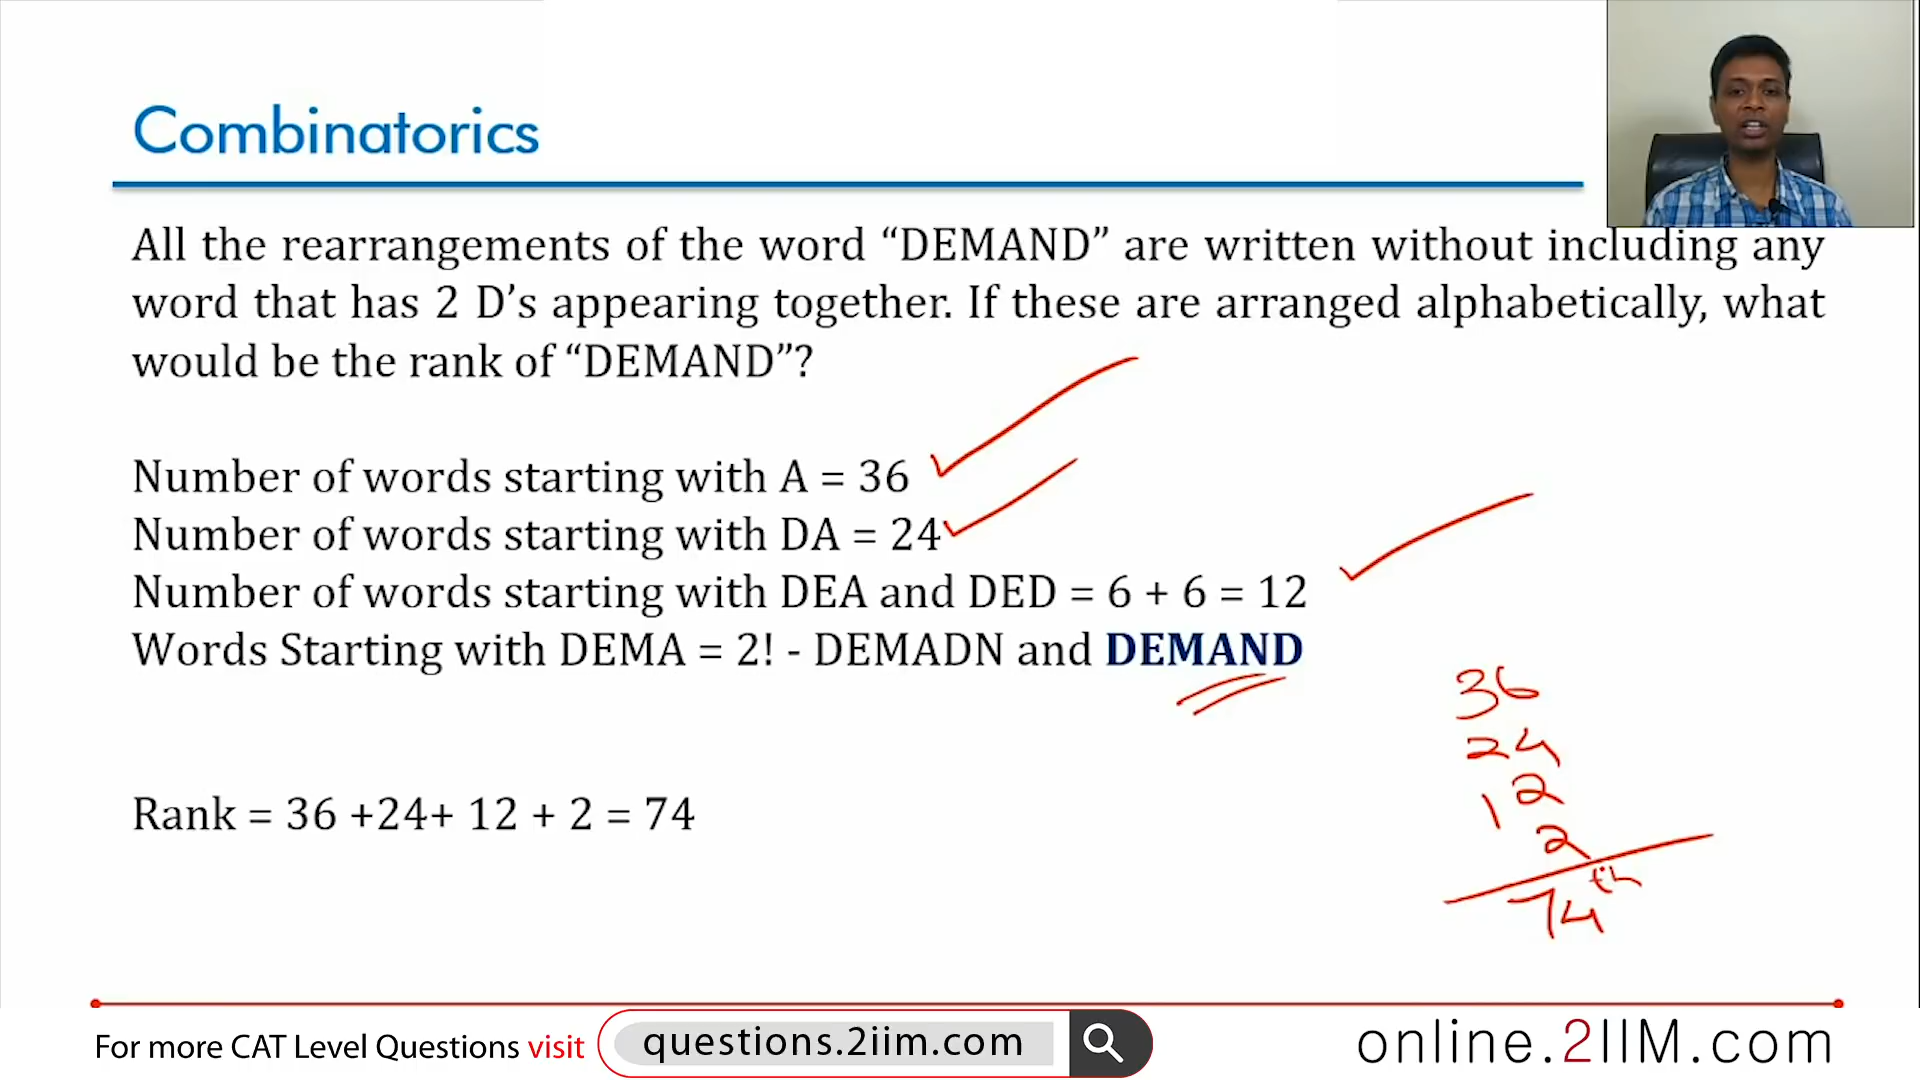 Combinatorics
All the rearrangements of the word “DEMAND” are written without including any
word that has 2 D’s appearing together. If these are arranged alphabetically, what
would be the rank of “DEMAND”?
Number of words starting with A = 36
Number of words starting with DA = 24
Number of words starting with DEA and DED = 6 + 6 = 12
Words Starting with DEMA = 2! - DEMADN and DEMAND
36
24
12
2
74th
Rank = 36 +24+ 12 + 2 = 74
For more CAT Level Questions visit questions.2iim.com
online.2IIM.com